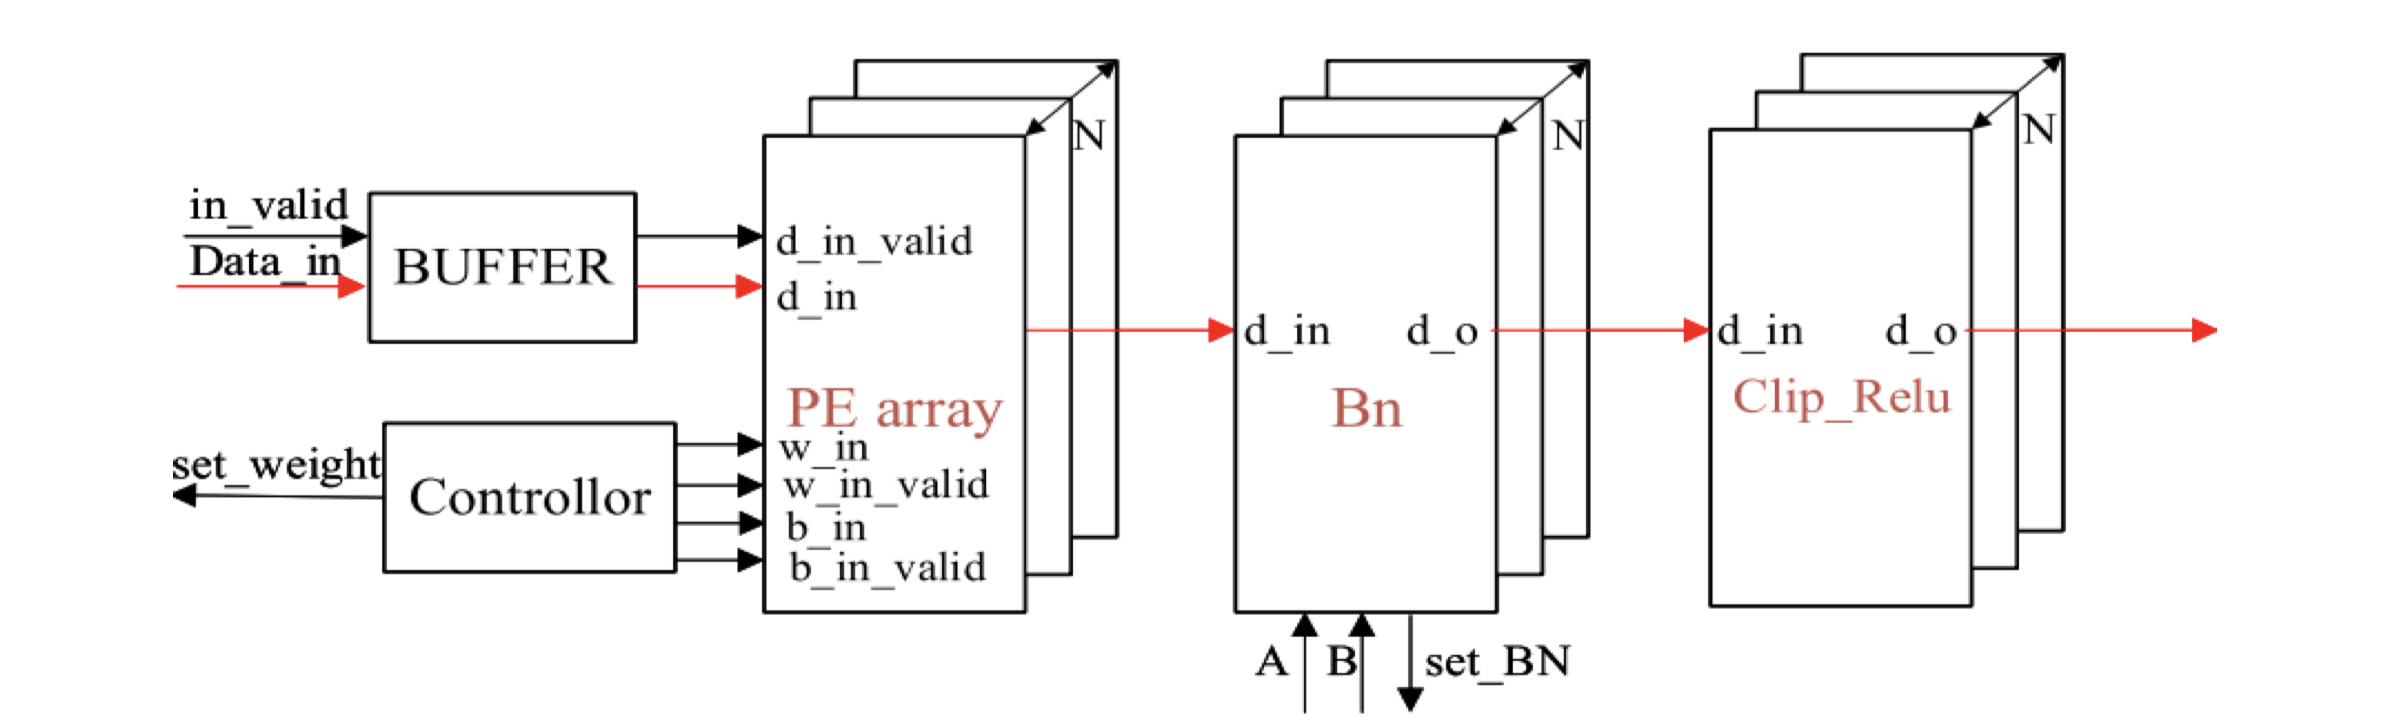 in_valid
Data_in
BUFFER
set_weight
Controllor
N
d_in_valid
d_in
PE array
w_in
w_in_valid
b_in
b_in_valid
N
d_in d_o
Bn
A B set_BN
N
d_in d_o
Clip_Relu